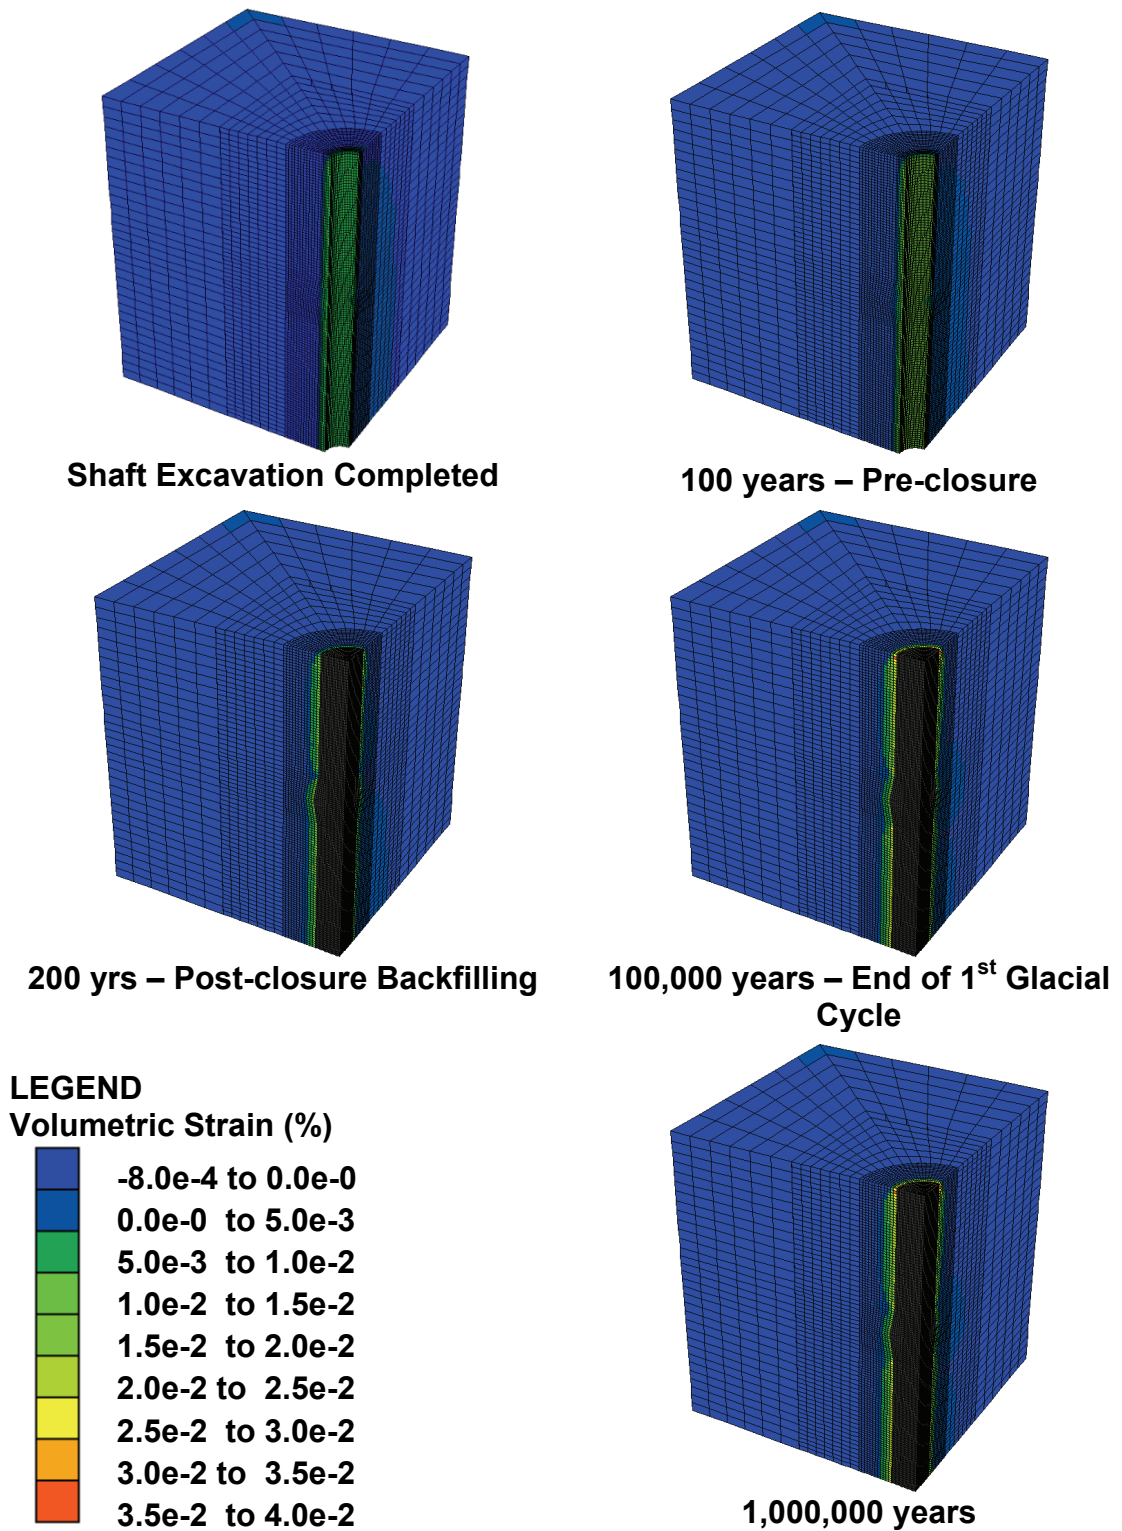 Shaft Excavation Completed
100 years – Pre-closure
200 yrs – Post-closure Backfilling
100,000 years – End of 1st Glacial
Cycle
LEGEND
Volumetric Strain (%)
-8.0e-4 to 0.0e-0
0.0e-0 to 5.0e-3
5.0e-3 to 1.0e-2
1.0e-2 to 1.5e-2
1.5e-2 to 2.0e-2
2.0e-2 to 2.5e-2
2.5e-2 to 3.0e-2
3.0e-2 to 3.5e-2
3.5e-2 to 4.0e-2
1,000,000 years